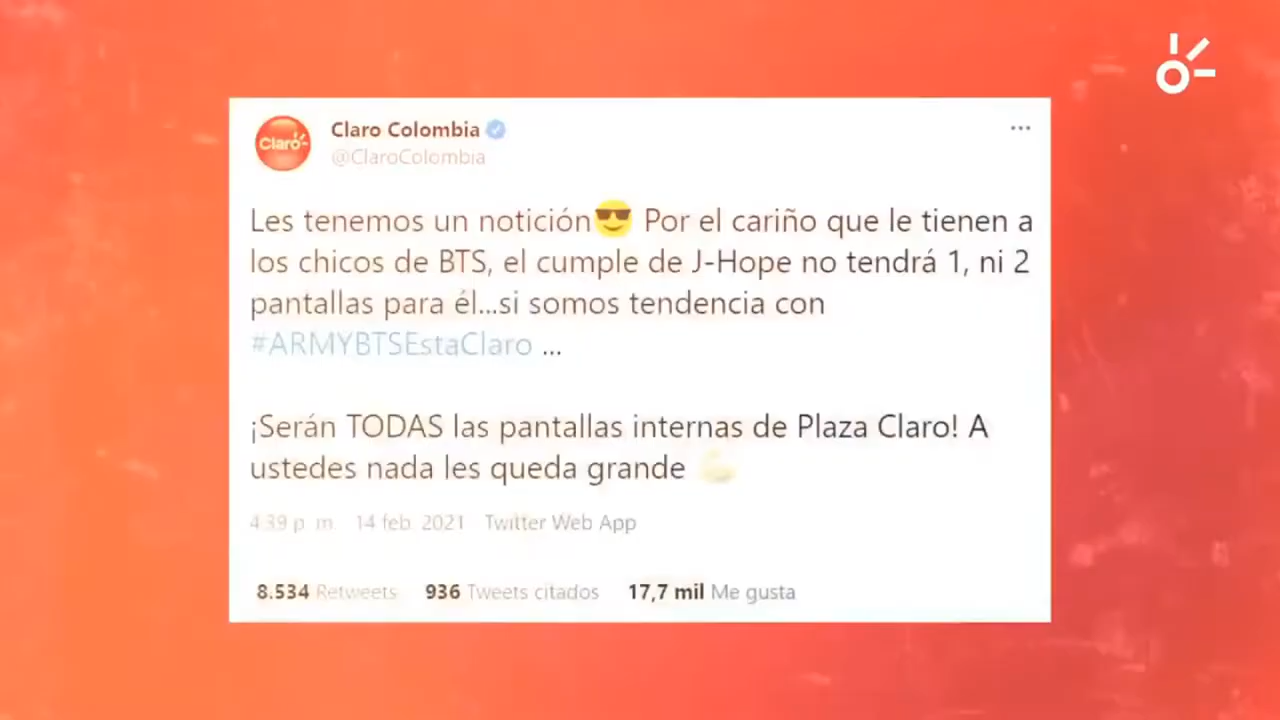 Claro
Claro Colombia
@ClaroColombia
Les tenemos un notición😎 Por el cariño que le tienen a
los chicos de BTS, el cumple de J-Hope no tendrá 1, ni 2
pantallas para él...si somos tendencia con
#ARMYBTSEstaClaro ...
¡Serán TODAS las pantallas internas de Plaza Claro! A
ustedes nada les queda grande 💪
4:39 p. m. 14 feb. 2021 Twitter Web App
8.534 Retweets 936 Tweets citados 17,7 mil Me gusta